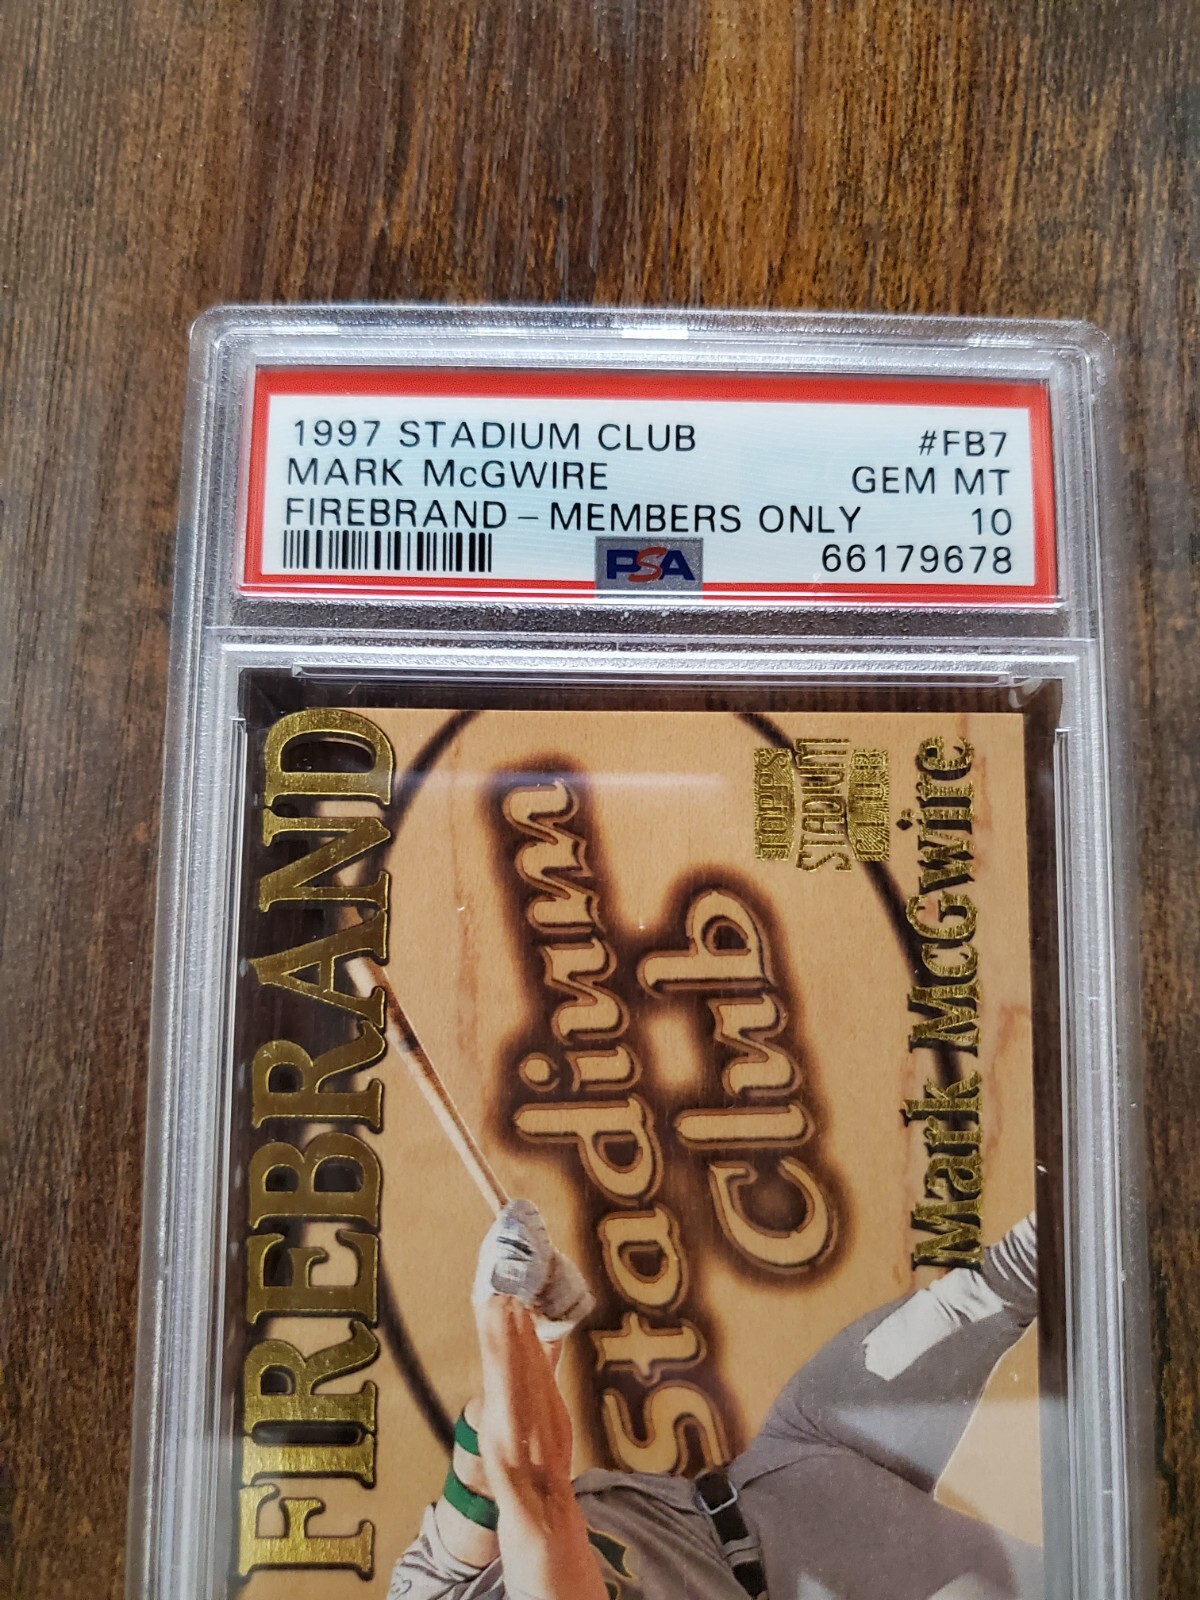 1997 STADIUM CLUB #FB7
MARK McGWIRE GEM MT
FIREBRAND – MEMBERS ONLY 10
PSA 66179678
FIREBRAND
Stadium
Club
TOPPS
STADIUM
CLUB
Mark McGwire